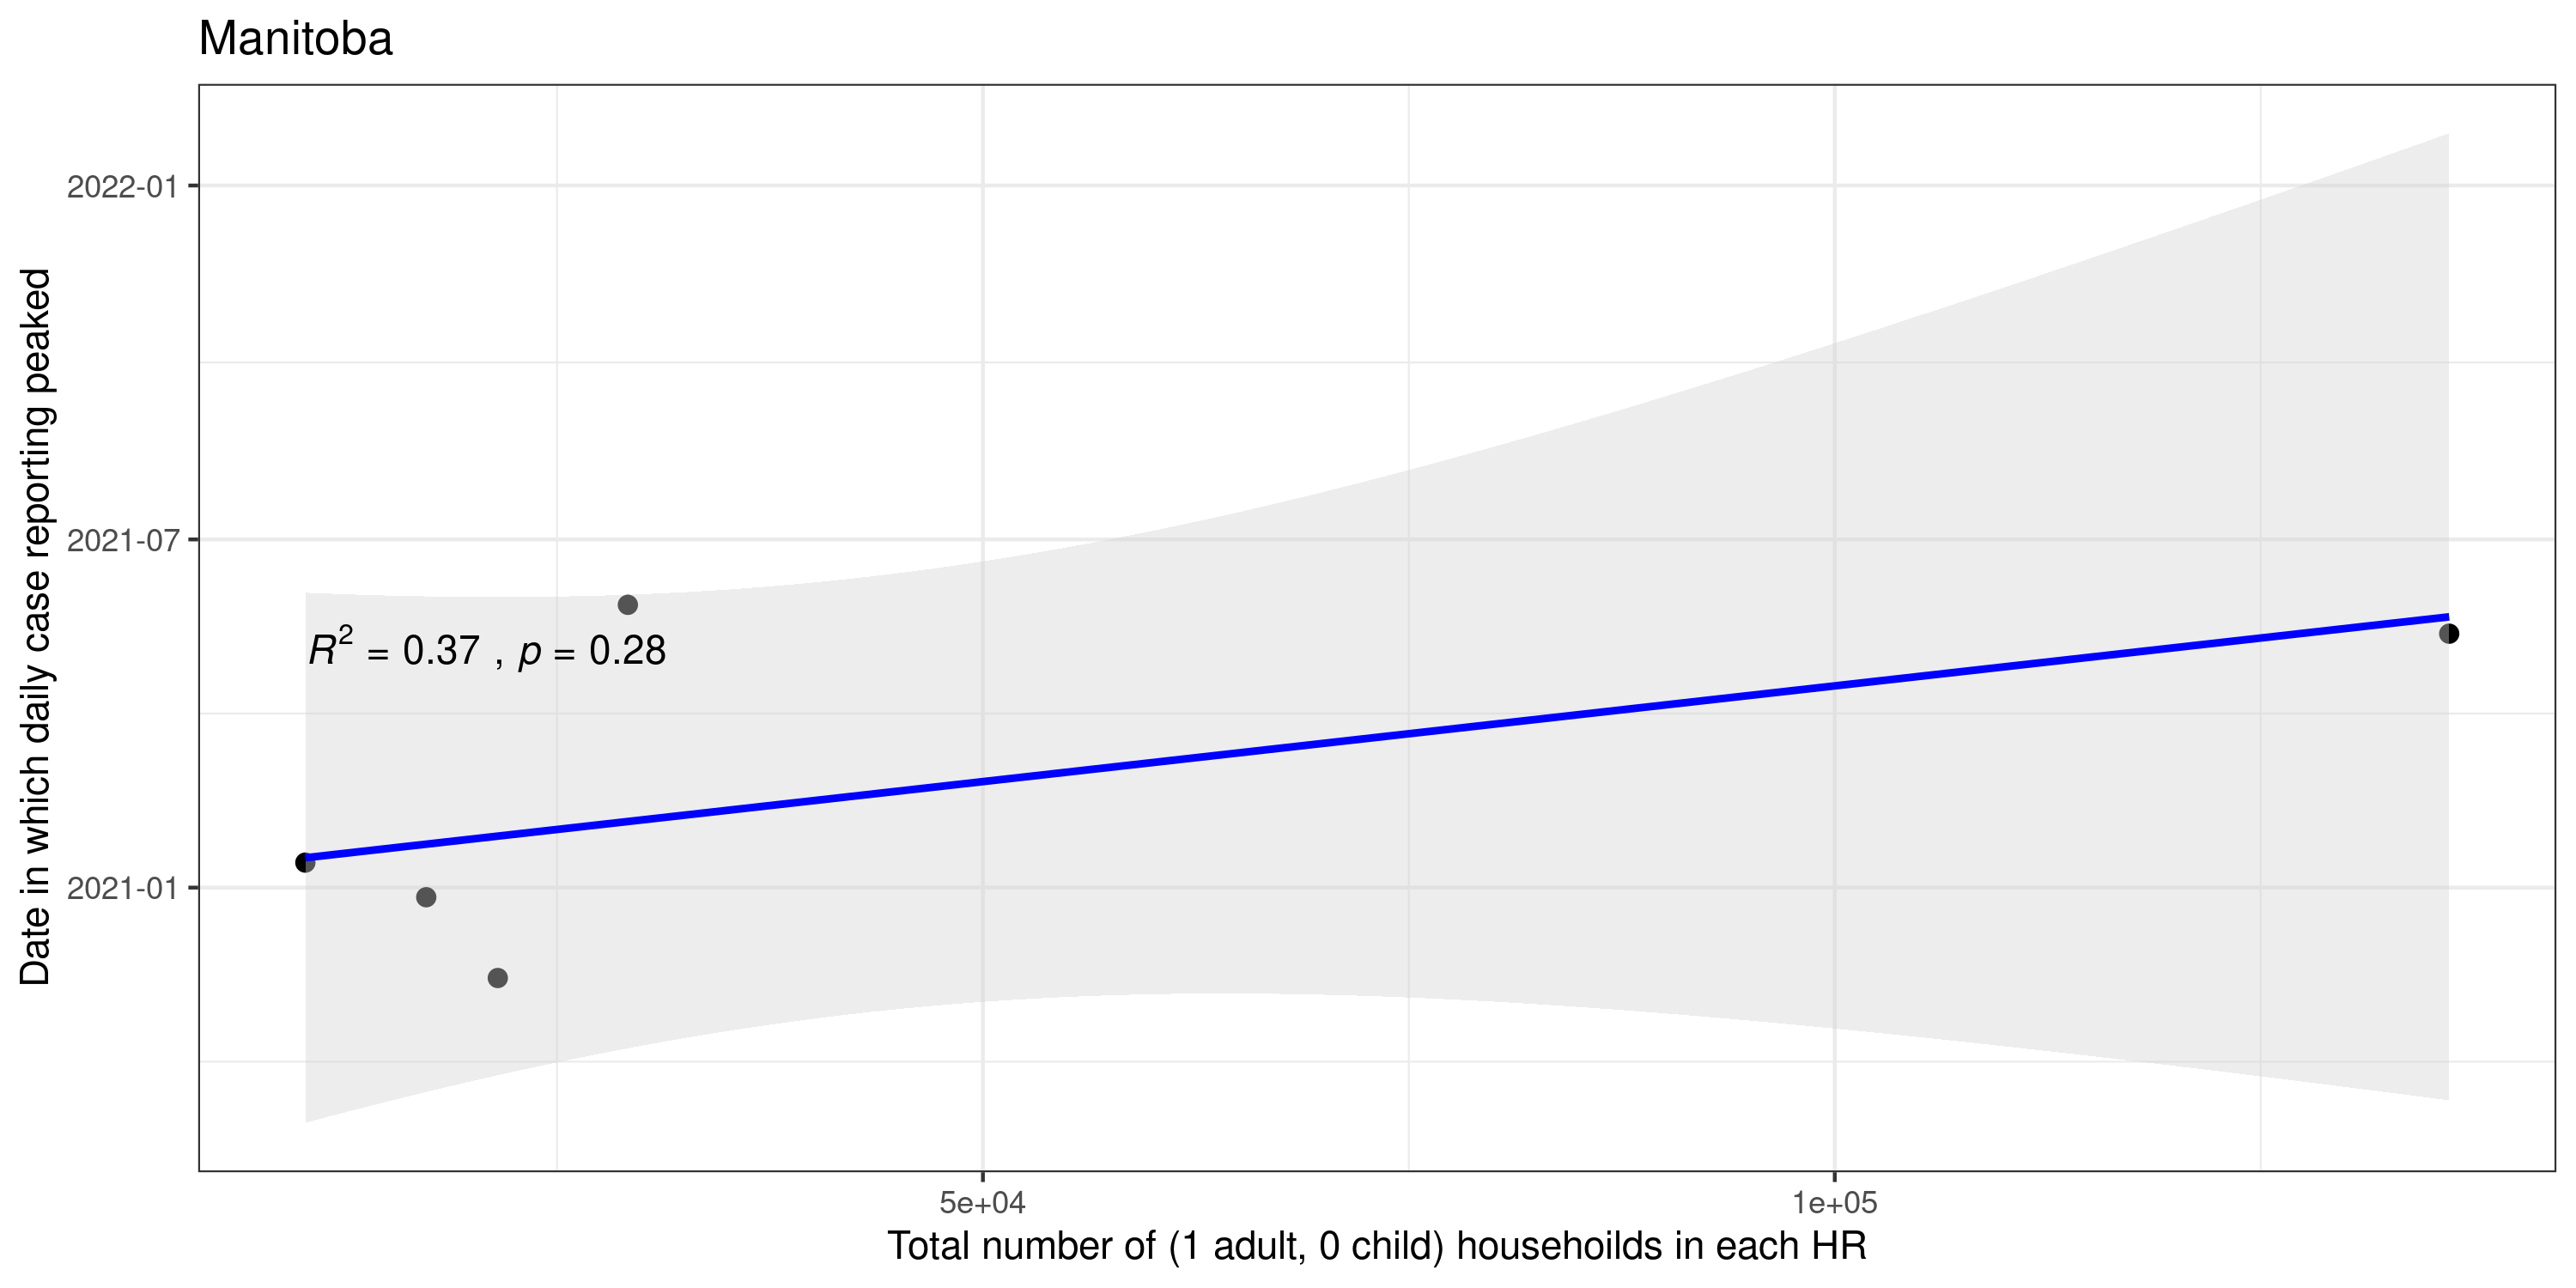 Manitoba
Date in which daily case reporting peaked
2022-01
2021-07
2021-01
R² = 0.37 , p = 0.28
5e+04
1e+05
Total number of (1 adult, 0 child) househoilds in each HR